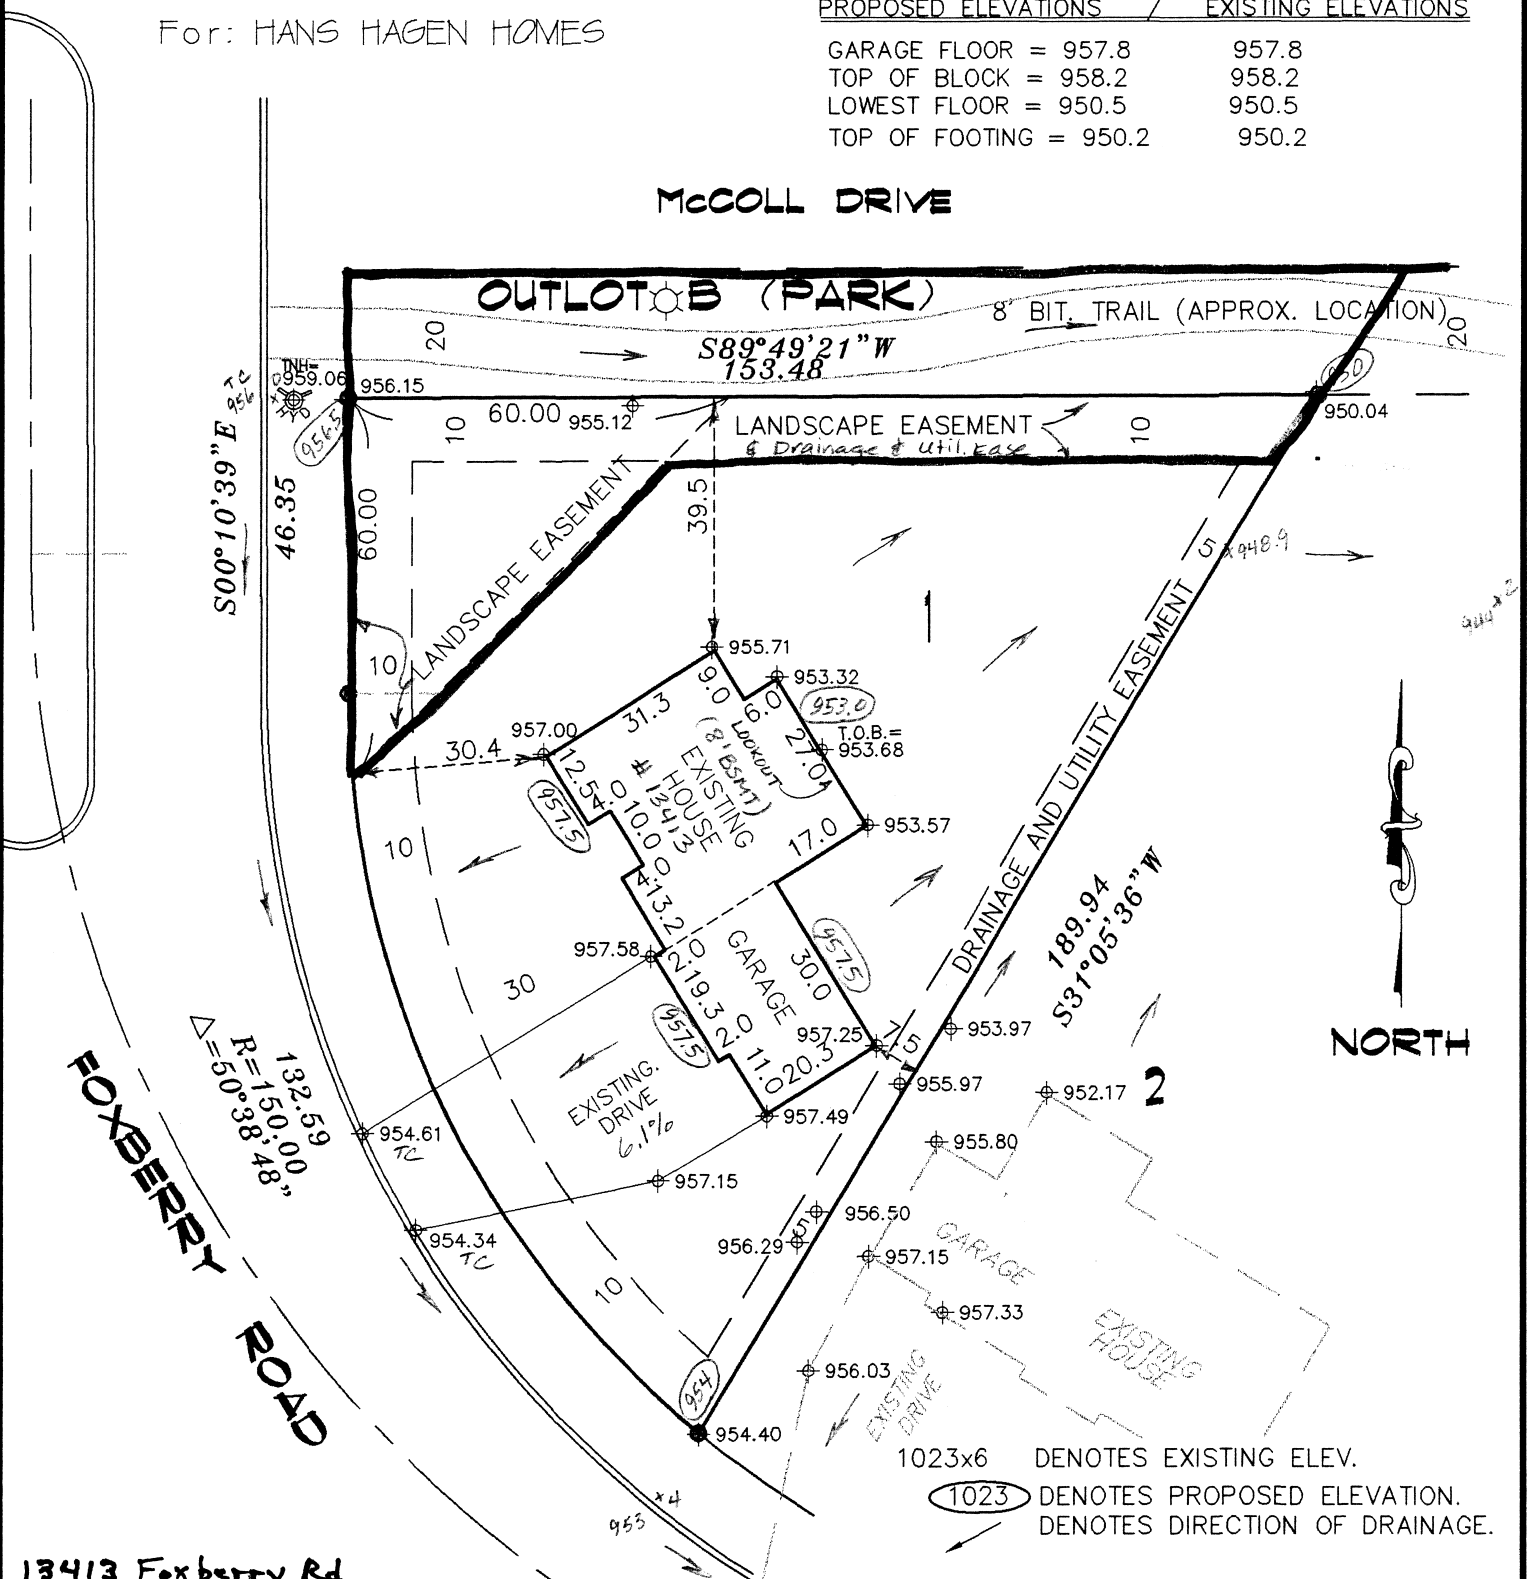 For: HANS HAGEN HOMES
PROPOSED ELEVATIONS / EXISTING ELEVATIONS
GARAGE FLOOR = 957.8 957.8
TOP OF BLOCK = 958.2 958.2
LOWEST FLOOR = 950.5 950.5
TOP OF FOOTING = 950.2 950.2
McCOLL DRIVE
OUTLOT B (PARK)
8' BIT. TRAIL (APPROX. LOCATION)
20
20
S89°49'21"W
153.48
TNH=
959.06
956.15
TC
956
956.5
950
950.04
60.00
955.12
10
LANDSCAPE EASEMENT
& Drainage & Util. Ease
10
S00°10'39"E
46.35
60.00
LANDSCAPE EASEMENT
39.5
5
x948.9
944x2
1
10
955.71
953.32
953.0
T.O.B.=
953.68
957.00
30.4
31.3
9.0
6.0
27.0
LOOKOUT
(8' BSMT)
EXISTING
HOUSE
# 13413
12.5
4.0
10.0
957.5
953.57
17.0
10
4.0
13.2
DRAINAGE AND UTILITY EASEMENT
189.94
S31°05'36"W
957.58
2.0
19.3
GARAGE
30.0
957.5
30
957.5
2.0
11.0
20.3
957.25
7
5
953.97
955.97
NORTH
FOXBERRY ROAD
132.59
R=150.00
Δ=50°38'48"
EXISTING.
DRIVE
6.1%
957.49
952.17
2
954.61
TC
955.80
957.15
954.34
TC
956.50
5
956.29
957.15
GARAGE
10
957.33
EXISTING
HOUSE
956.03
EXISTING
DRIVE
954
954.40
1023x6 DENOTES EXISTING ELEV.
1023 DENOTES PROPOSED ELEVATION.
DENOTES DIRECTION OF DRAINAGE.
953x4
13413 Foxberry Rd